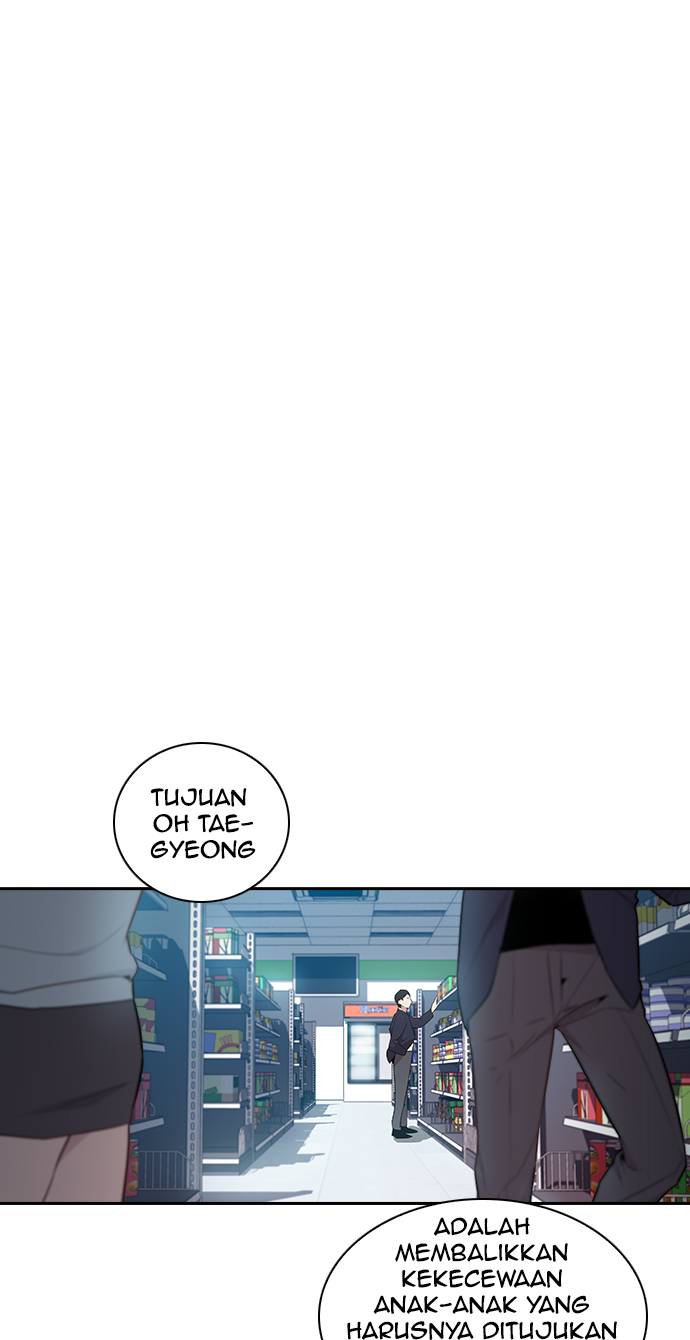 TUJUAN
OH TAE-
GYEONG
ADALAH
MEMBALIKKAN
KEKECEWAAN
ANAK-ANAK YANG
HARUSNYA DITUJUKAN